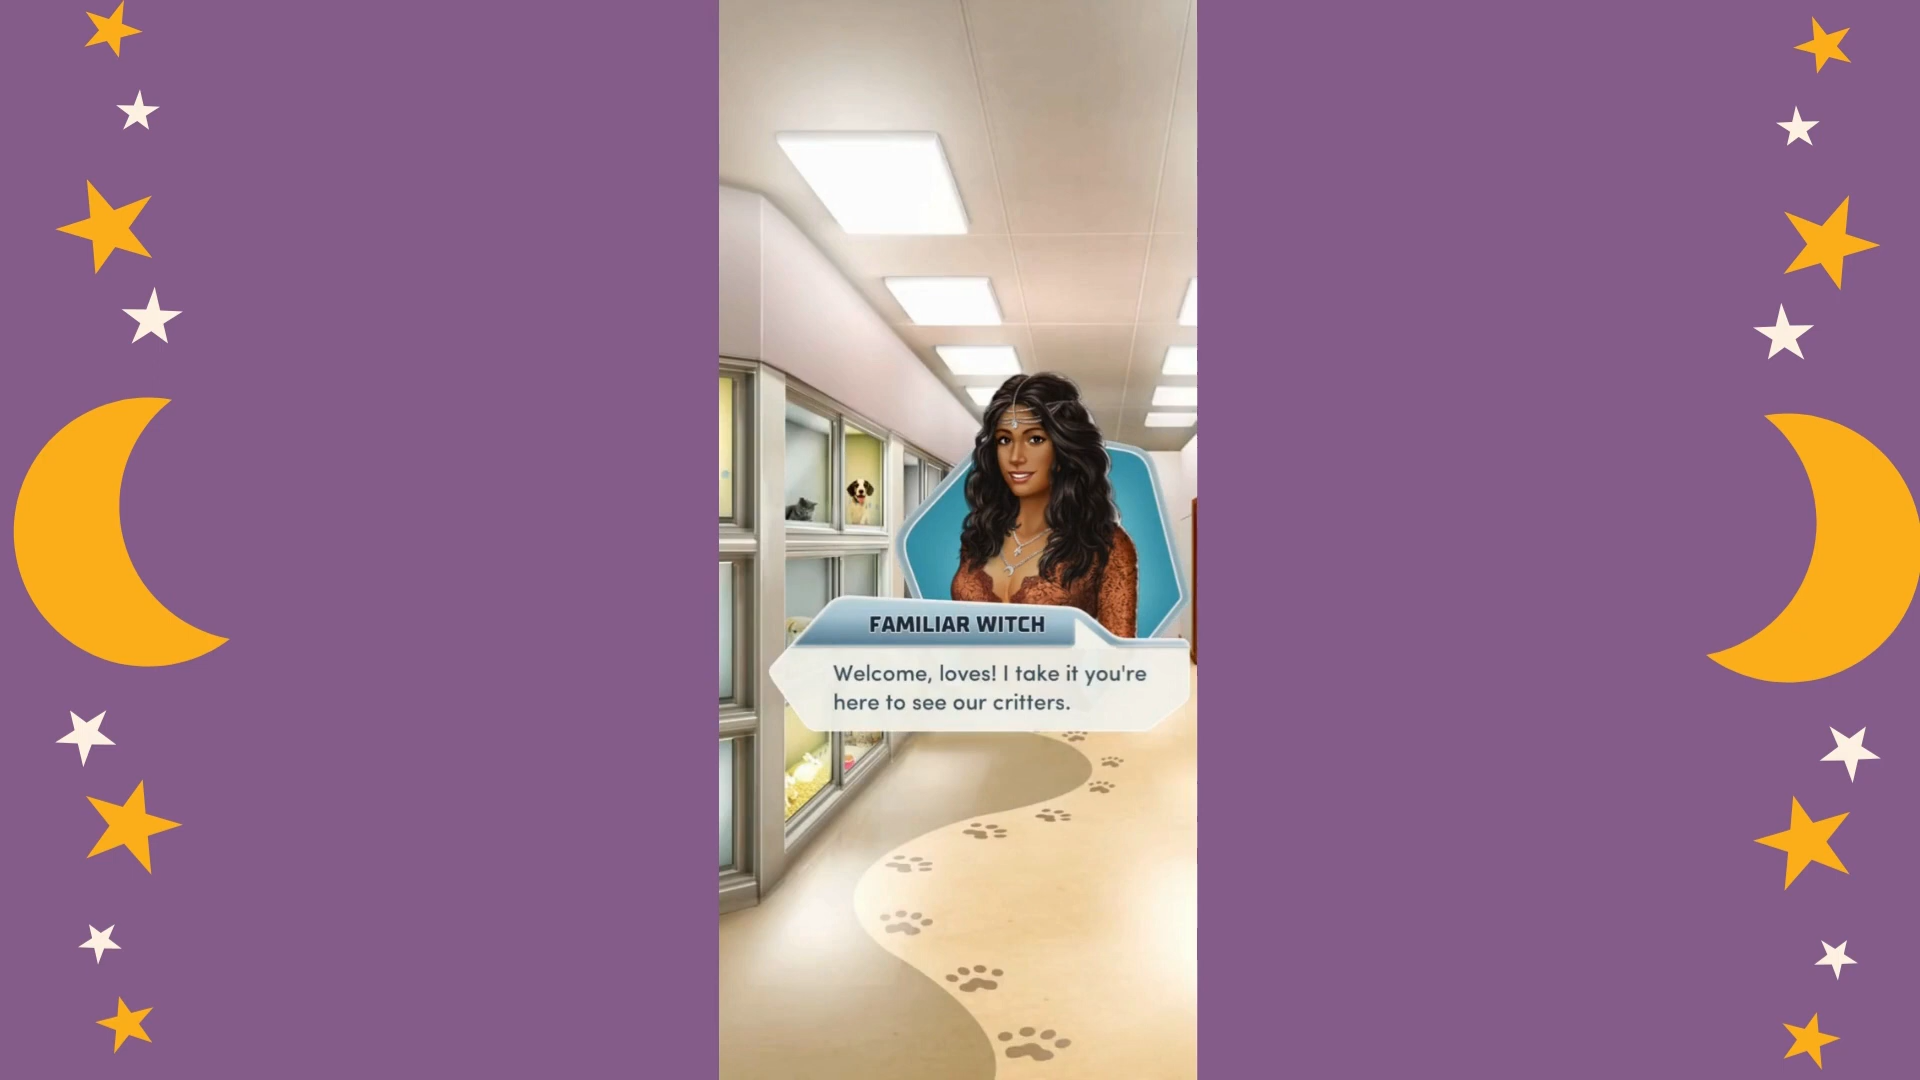 FAMILIAR WITCH
Welcome, loves! I take it you're
here to see our critters.